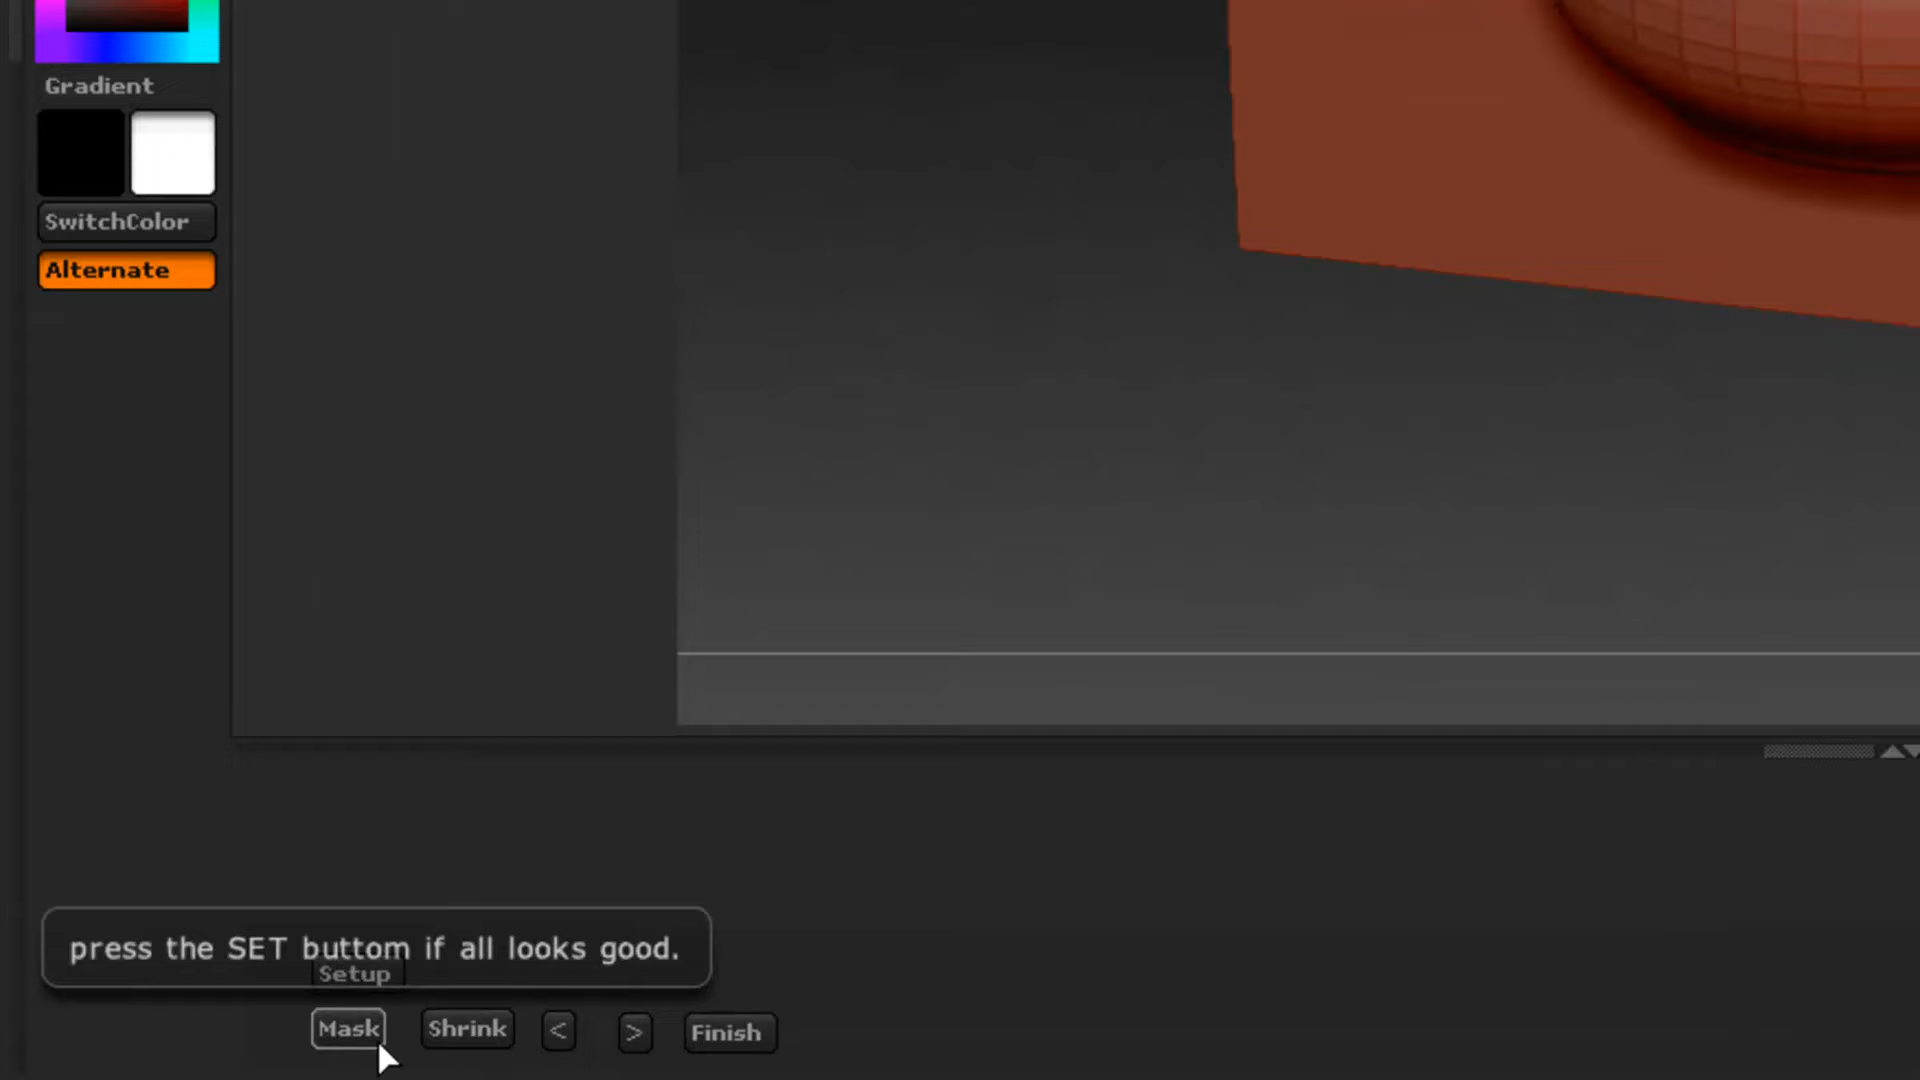 Gradient
SwitchColor
Alternate
press the SET buttom if all looks good.
Setup
Mask Shrink < > Finish